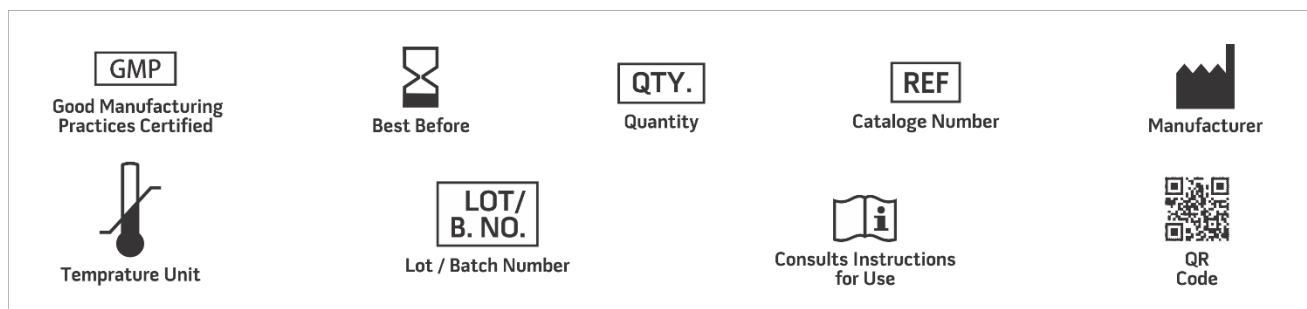 GMP
Good Manufacturing
Practices Certified
Best Before
QTY.
Quantity
REF
Cataloge Number
Manufacturer
Temprature Unit
LOT/
B. NO.
Lot / Batch Number
i
Consults Instructions
for Use
QR
Code